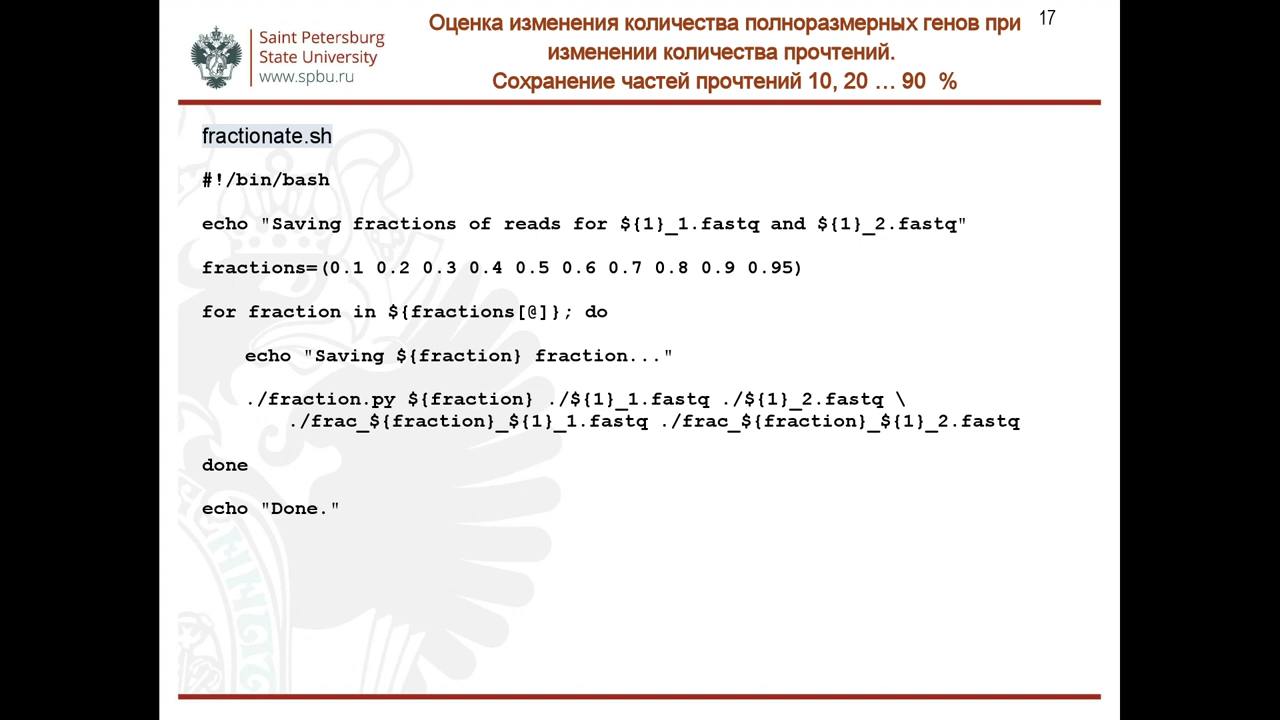 Saint Petersburg
State University
www.spbu.ru
Оценка изменения количества полноразмерных генов при
изменении количества прочтений.
Сохранение частей прочтений 10, 20 … 90 %
17
fractionate.sh
#!/bin/bash
echo "Saving fractions of reads for ${1}_1.fastq and ${1}_2.fastq"
fractions=(0.1 0.2 0.3 0.4 0.5 0.6 0.7 0.8 0.9 0.95)
for fraction in ${fractions[@]}; do
echo "Saving ${fraction} fraction..."
./fraction.py ${fraction} ./${1}_1.fastq ./${1}_2.fastq \
./frac_${fraction}_${1}_1.fastq ./frac_${fraction}_${1}_2.fastq
done
echo "Done."